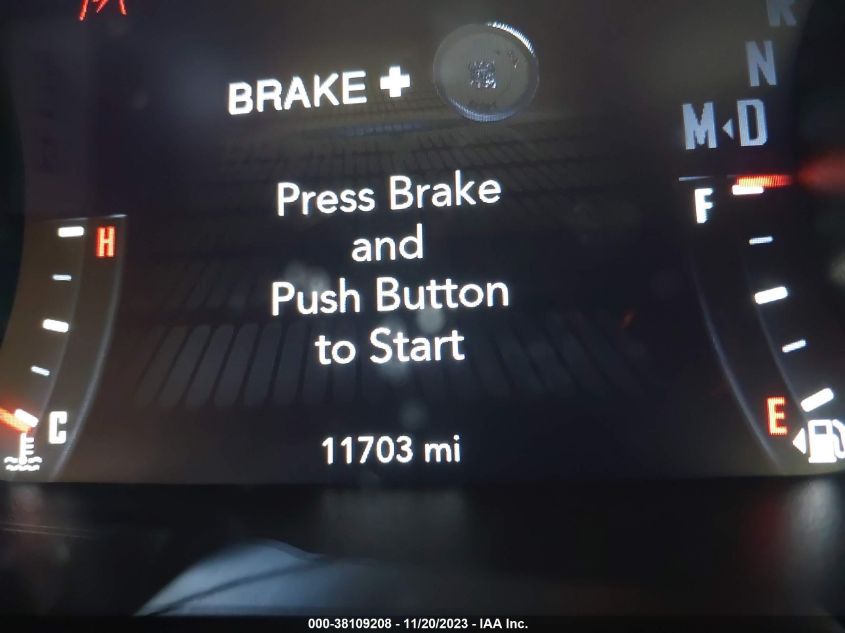 R
N
BRAKE +
M D
Press Brake
F
H
and
Push Button
to Start
E
C
11703 mi
000-38109208 - 11/20/2023 - IAA Inc.